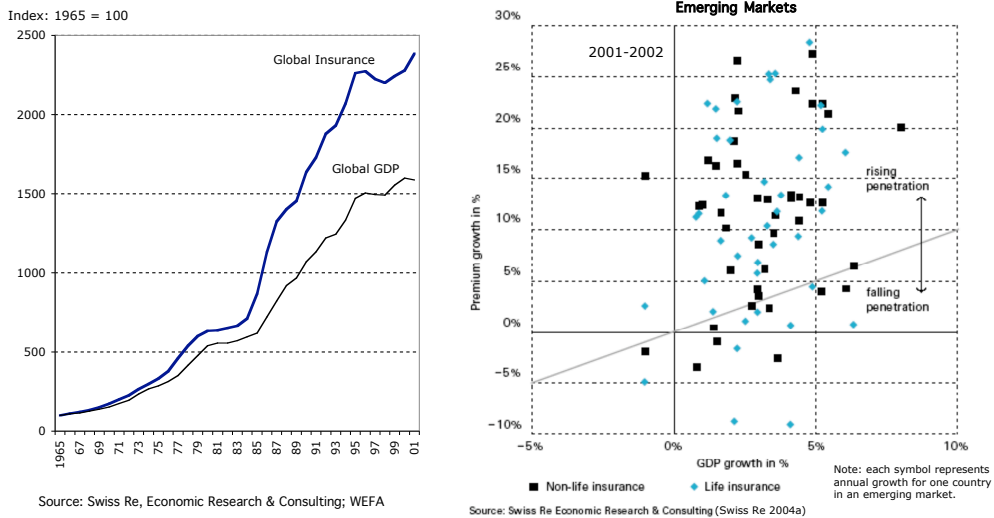 Index: 1965 = 100
2500
2000
1500
1000
500
0
Global Insurance
Global GDP
1965
67
69
71
73
75
77
79
81
83
85
87
89
91
93
95
97
99
01
Source: Swiss Re, Economic Research & Consulting; WEFA
Emerging Markets
30%
25%
20%
15%
10%
5%
0%
−5%
−10%
Premium growth in %
2001-2002
rising
penetration
falling
penetration
−5%
0%
5%
10%
GDP growth in %
Non-life insurance
Life insurance
Note: each symbol represents
annual growth for one country
in an emerging market.
Source: Swiss Re Economic Research & Consulting (Swiss Re 2004a)